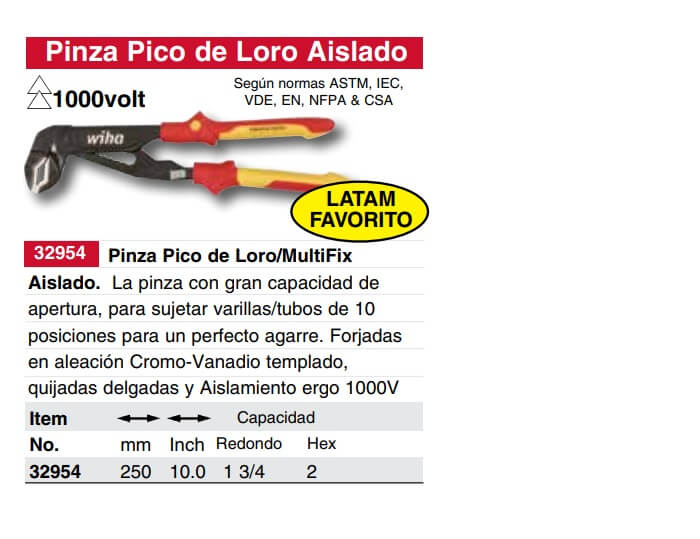 Pinza Pico de Loro Aislado
1000volt
Según normas ASTM, IEC,
VDE, EN, NFPA & CSA
wiha
LATAM
FAVORITO
32954 Pinza Pico de Loro/MultiFix
Aislado. La pinza con gran capacidad de
apertura, para sujetar varillas/tubos de 10
posiciones para un perfecto agarre. Forjadas
en aleación Cromo-Vanadio templado,
quijadas delgadas y Aislamiento ergo 1000V
Item Capacidad
No. mm Inch Redondo Hex
32954 250 10.0 1 3/4 2